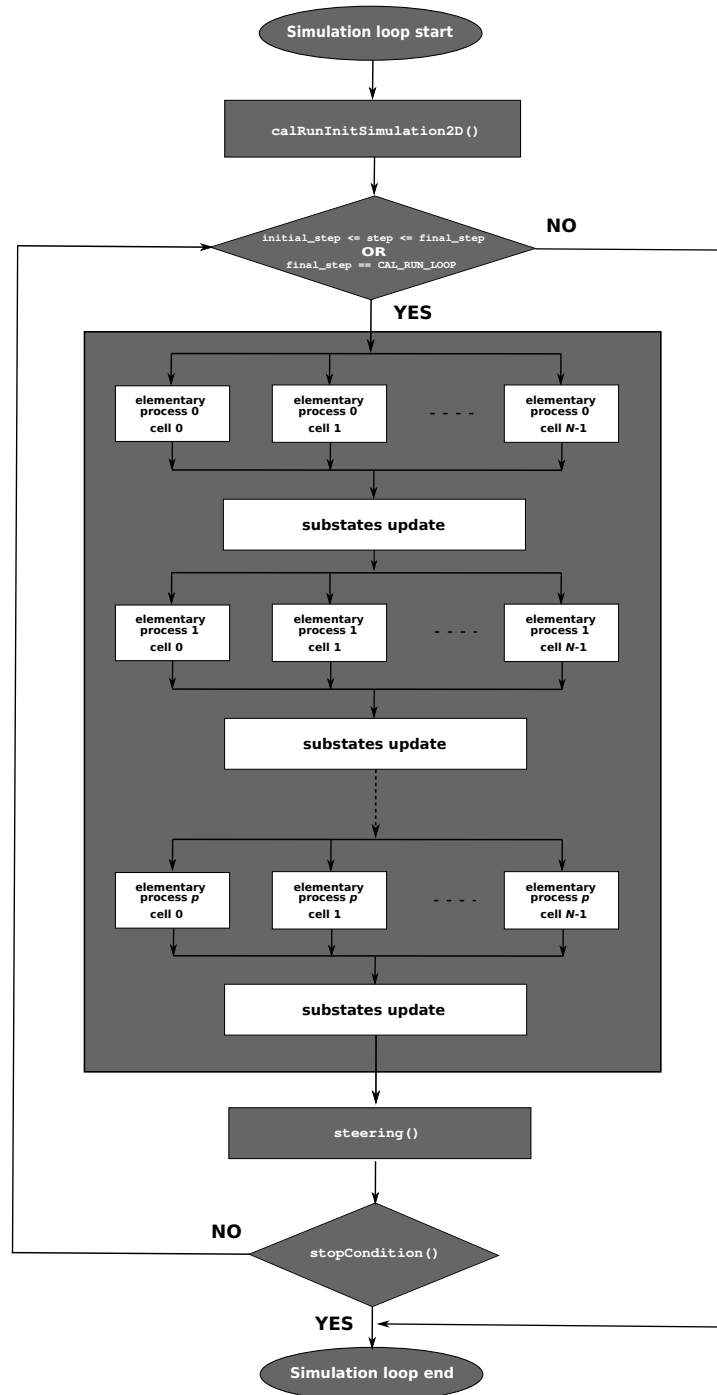 Simulation loop start
calRunInitSimulation2D()
initial_step <= step <= final_step
OR
final_step == CAL_RUN_LOOP
NO
YES
elementary
process 0
cell 0
elementary
process 0
cell 1
- - - -
elementary
process 0
cell N-1
substates update
elementary
process 1
cell 0
elementary
process 1
cell 1
- - - -
elementary
process 1
cell N-1
substates update
elementary
process p
cell 0
elementary
process p
cell 1
- - - -
elementary
process p
cell N-1
substates update
steering()
NO
stopCondition()
YES
Simulation loop end